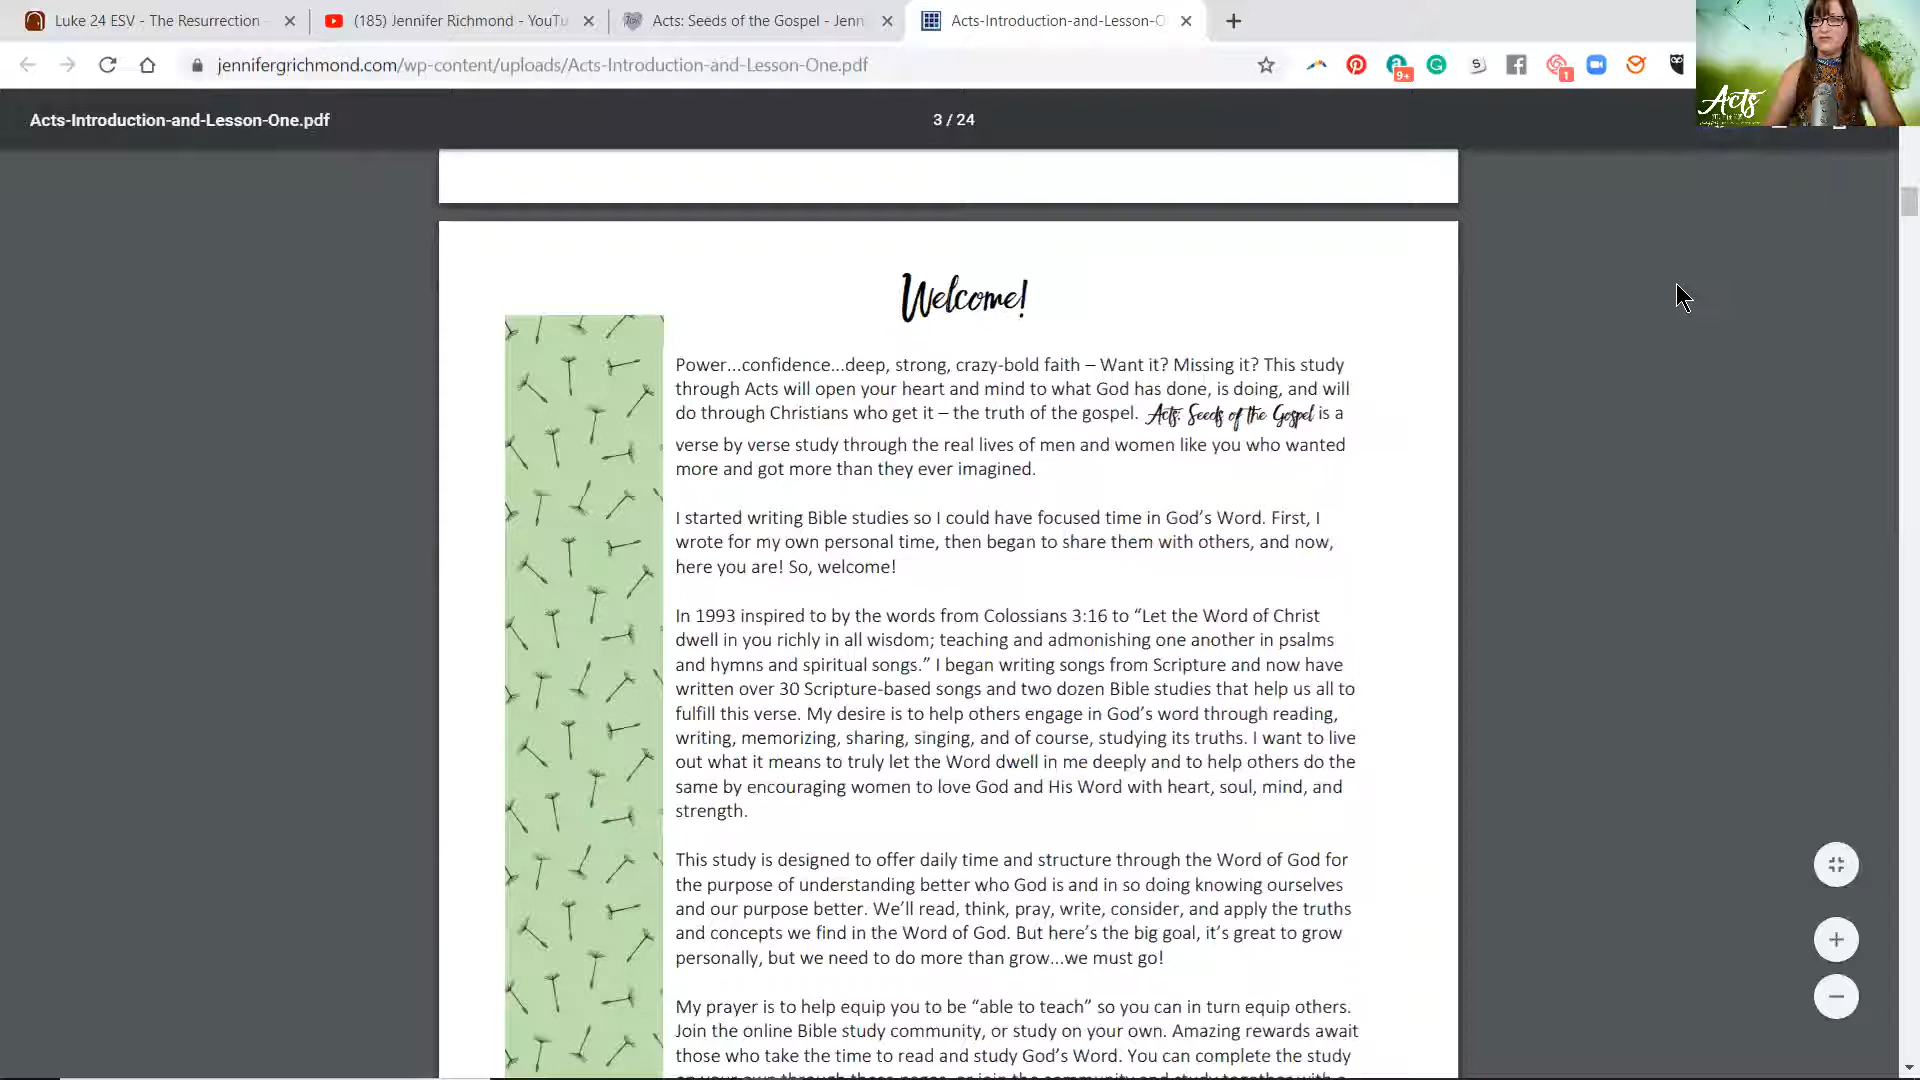 Luke 24 ESV - The Resurrection
(185) Jennifer Richmond - YouTu
Acts: Seeds of the Gospel - Jenn
Acts-Introduction-and-Lesson-O
jennifergrichmond.com/wp-content/uploads/Acts-Introduction-and-Lesson-One.pdf
9+
1
Acts
Acts-Introduction-and-Lesson-One.pdf
3 / 24
Welcome!
Power...confidence...deep, strong, crazy-bold faith – Want it? Missing it? This study
through Acts will open your heart and mind to what God has done, is doing, and will
do through Christians who get it – the truth of the gospel. Acts: Seeds of the Gospel is a
verse by verse study through the real lives of men and women like you who wanted
more and got more than they ever imagined.
I started writing Bible studies so I could have focused time in God’s Word. First, I
wrote for my own personal time, then began to share them with others, and now,
here you are! So, welcome!
In 1993 inspired to by the words from Colossians 3:16 to “Let the Word of Christ
dwell in you richly in all wisdom; teaching and admonishing one another in psalms
and hymns and spiritual songs.” I began writing songs from Scripture and now have
written over 30 Scripture-based songs and two dozen Bible studies that help us all to
fulfill this verse. My desire is to help others engage in God’s word through reading,
writing, memorizing, sharing, singing, and of course, studying its truths. I want to live
out what it means to truly let the Word dwell in me deeply and to help others do the
same by encouraging women to love God and His Word with heart, soul, mind, and
strength.
This study is designed to offer daily time and structure through the Word of God for
the purpose of understanding better who God is and in so doing knowing ourselves
and our purpose better. We’ll read, think, pray, write, consider, and apply the truths
and concepts we find in the Word of God. But here’s the big goal, it’s great to grow
personally, but we need to do more than grow...we must go!
My prayer is to help equip you to be “able to teach” so you can in turn equip others.
Join the online Bible study community, or study on your own. Amazing rewards await
those who take the time to read and study God’s Word. You can complete the study